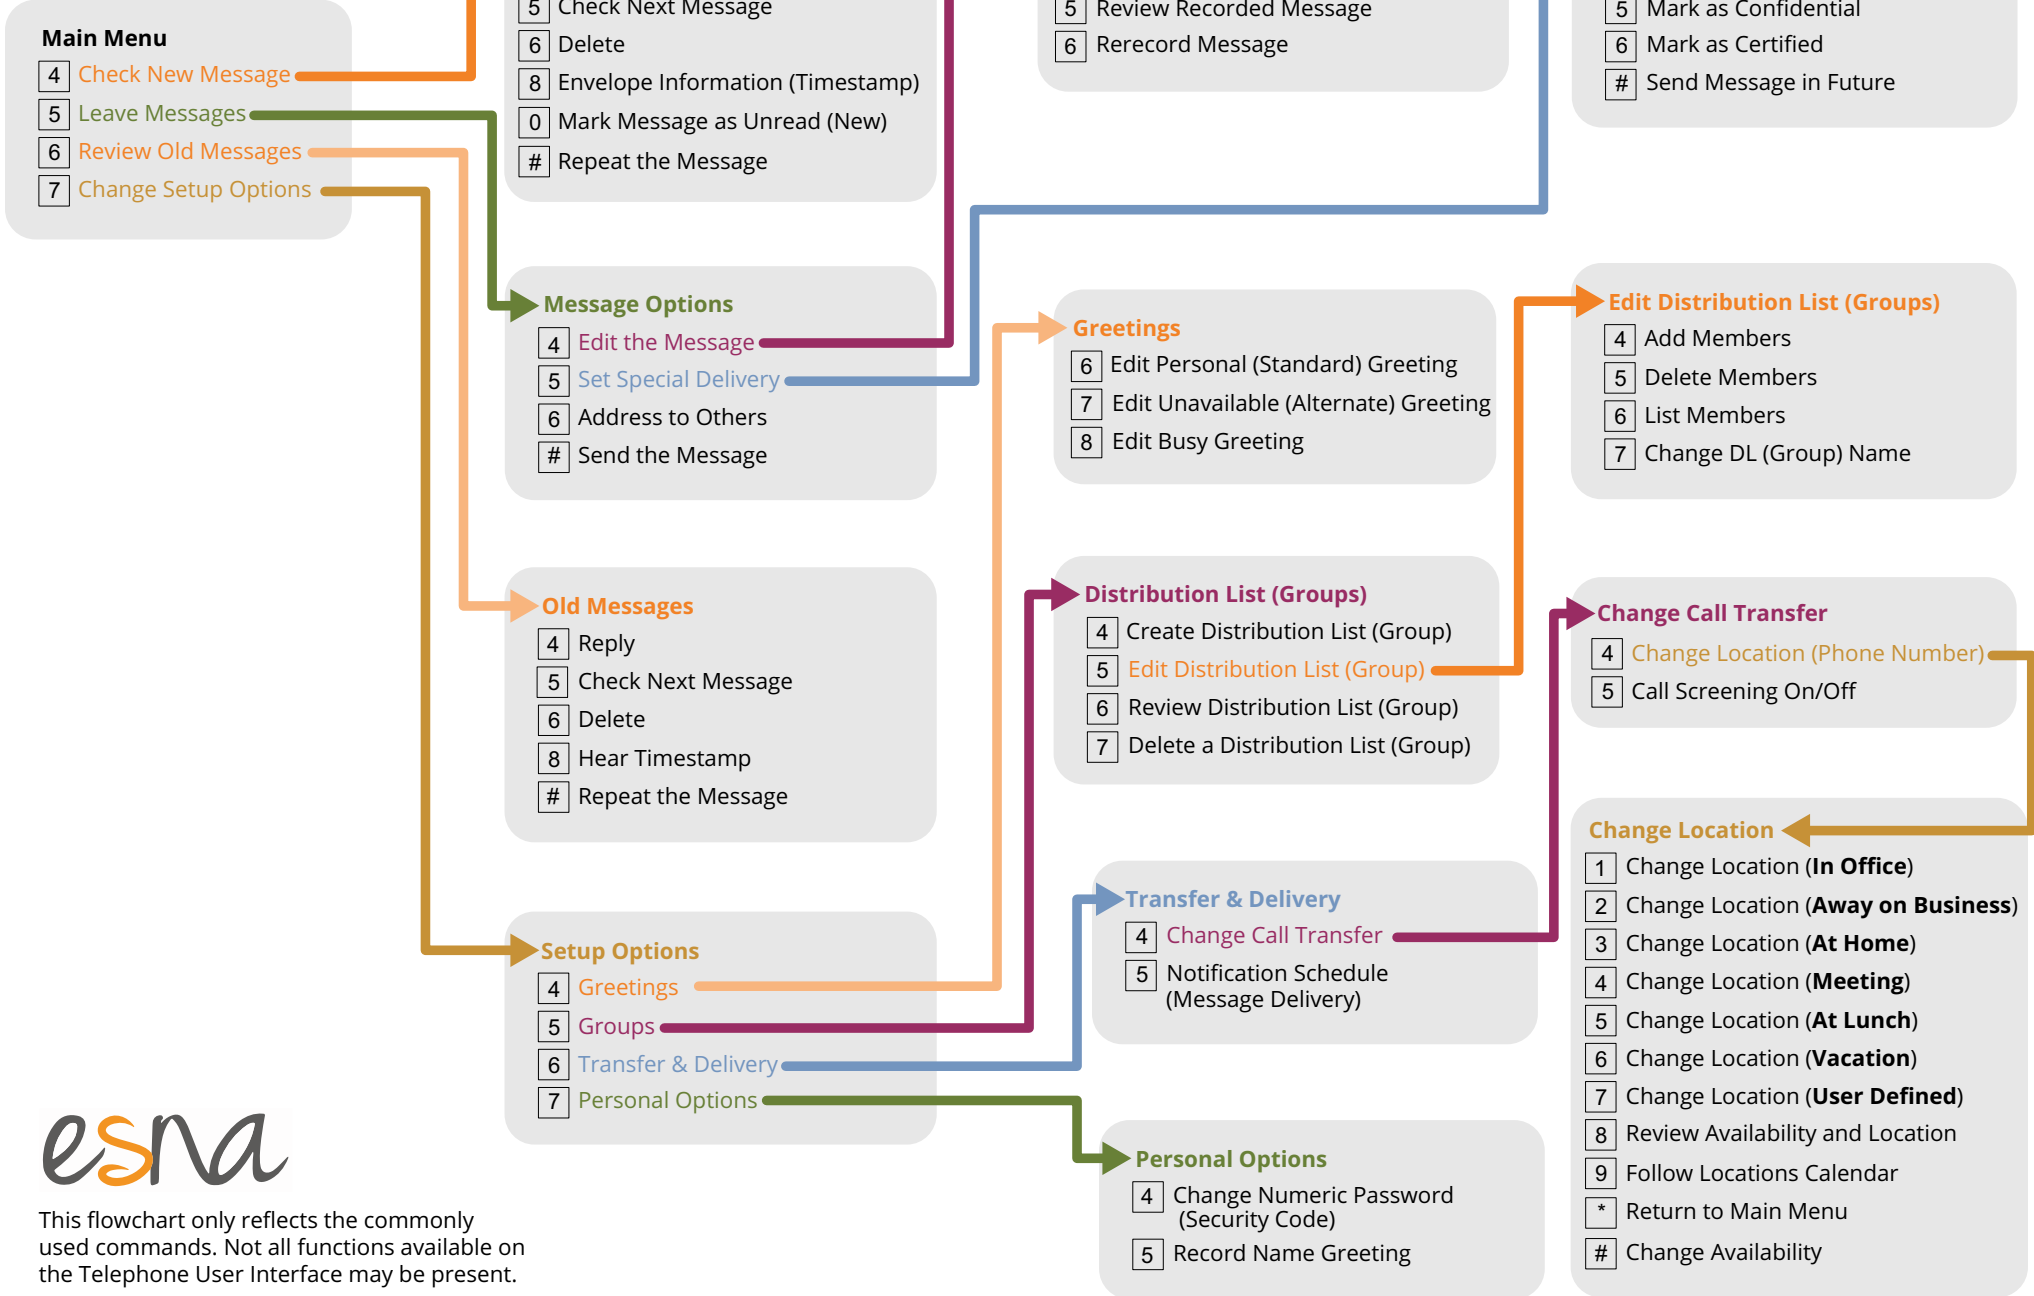 Main Menu
4 Check New Message
5 Leave Messages
6 Review Old Messages
7 Change Setup Options
5 Check Next Message
6 Delete
8 Envelope Information (Timestamp)
0 Mark Message as Unread (New)
# Repeat the Message
5 Review Recorded Message
6 Rerecord Message
5 Mark as Confidential
6 Mark as Certified
# Send Message in Future
Message Options
4 Edit the Message
5 Set Special Delivery
6 Address to Others
# Send the Message
Greetings
6 Edit Personal (Standard) Greeting
7 Edit Unavailable (Alternate) Greeting
8 Edit Busy Greeting
Edit Distribution List (Groups)
4 Add Members
5 Delete Members
6 List Members
7 Change DL (Group) Name
Old Messages
4 Reply
5 Check Next Message
6 Delete
8 Hear Timestamp
# Repeat the Message
Distribution List (Groups)
4 Create Distribution List (Group)
5 Edit Distribution List (Group)
6 Review Distribution List (Group)
7 Delete a Distribution List (Group)
Change Call Transfer
4 Change Location (Phone Number)
5 Call Screening On/Off
Setup Options
4 Greetings
5 Groups
6 Transfer & Delivery
7 Personal Options
Transfer & Delivery
4 Change Call Transfer
5 Notification Schedule
(Message Delivery)
Change Location
1 Change Location (In Office)
2 Change Location (Away on Business)
3 Change Location (At Home)
4 Change Location (Meeting)
5 Change Location (At Lunch)
6 Change Location (Vacation)
7 Change Location (User Defined)
8 Review Availability and Location
9 Follow Locations Calendar
* Return to Main Menu
# Change Availability
Personal Options
4 Change Numeric Password
(Security Code)
5 Record Name Greeting
esna
This flowchart only reflects the commonly
used commands. Not all functions available on
the Telephone User Interface may be present.